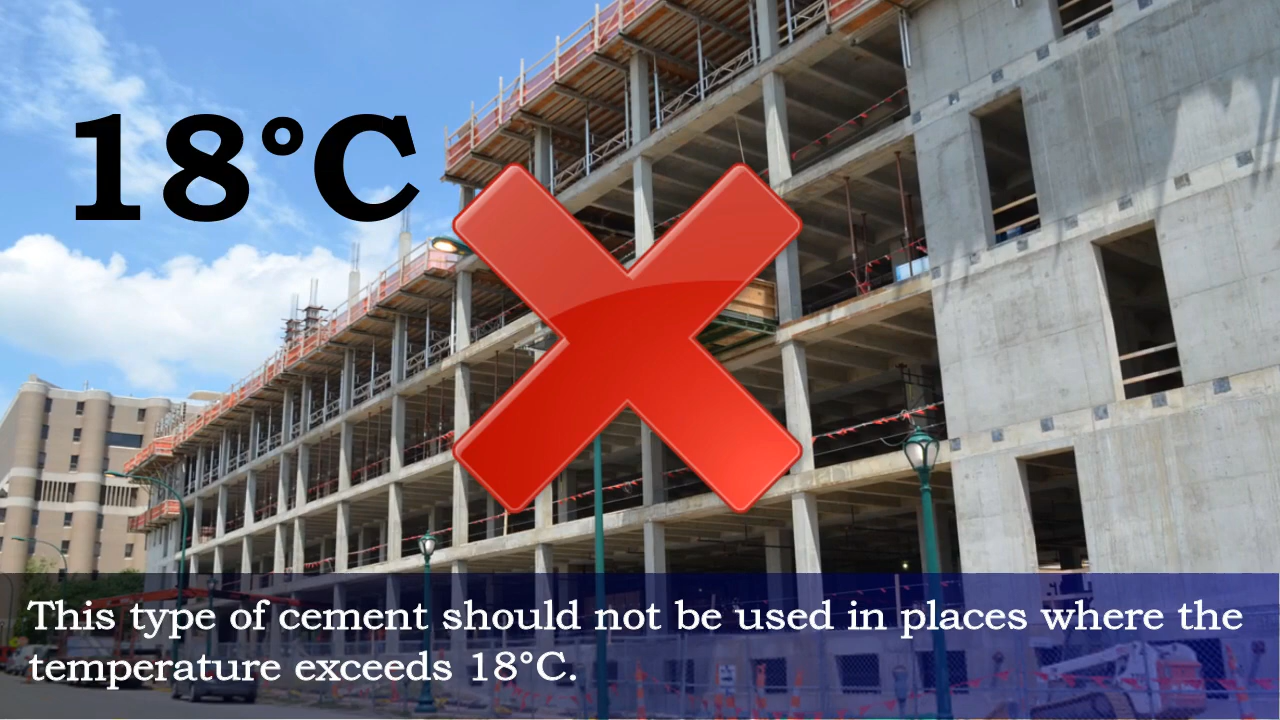 18°C
This type of cement should not be used in places where the
temperature exceeds 18°C.